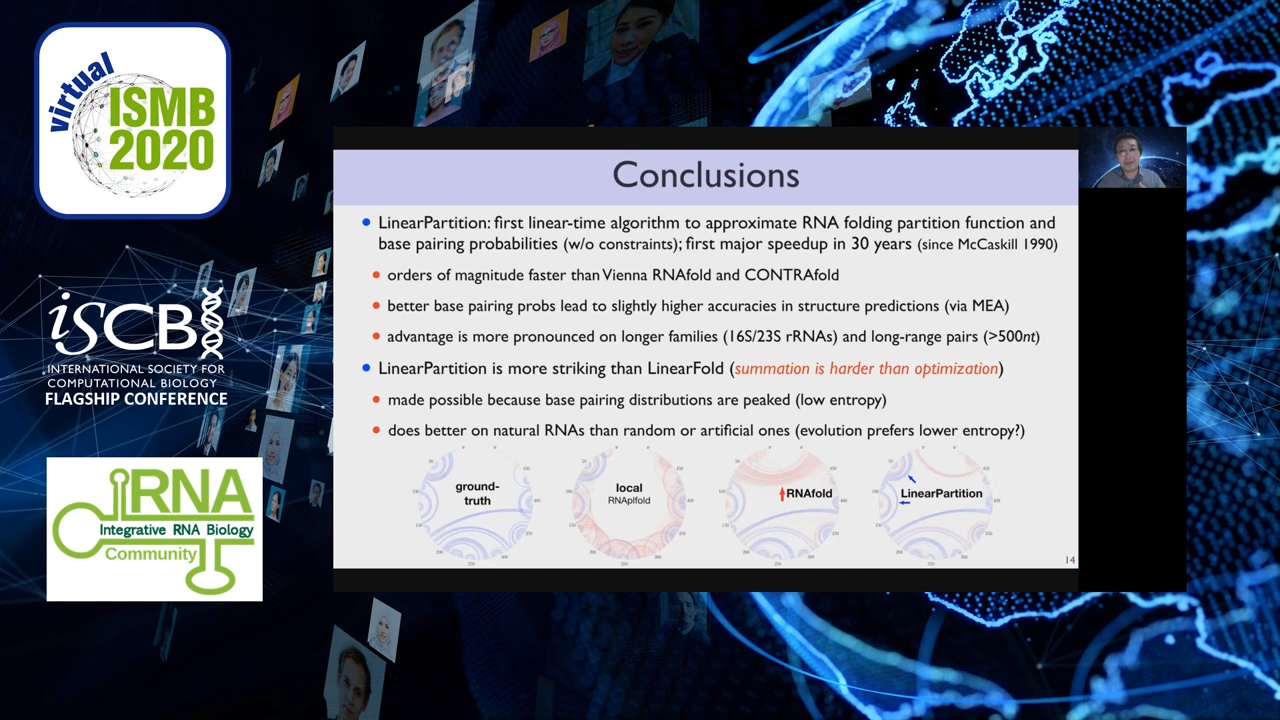 virtual
ISMB
2020
iSCB
INTERNATIONAL SOCIETY FOR
COMPUTATIONAL BIOLOGY
FLAGSHIP CONFERENCE
iRNA
Integrative RNA Biology
Community
Conclusions
LinearPartition: first linear-time algorithm to approximate RNA folding partition function and
base pairing probabilities (w/o constraints); first major speedup in 30 years (since McCaskill 1990)
orders of magnitude faster than Vienna RNAfold and CONTRAfold
better base pairing probs lead to slightly higher accuracies in structure predictions (via MEA)
advantage is more pronounced on longer families (16S/23S rRNAs) and long-range pairs (>500nt)
LinearPartition is more striking than LinearFold (summation is harder than optimization)
made possible because base pairing distributions are peaked (low entropy)
does better on natural RNAs than random or artificial ones (evolution prefers lower entropy?)
ground-
truth
local
RNAplfold
RNAfold
LinearPartition
14